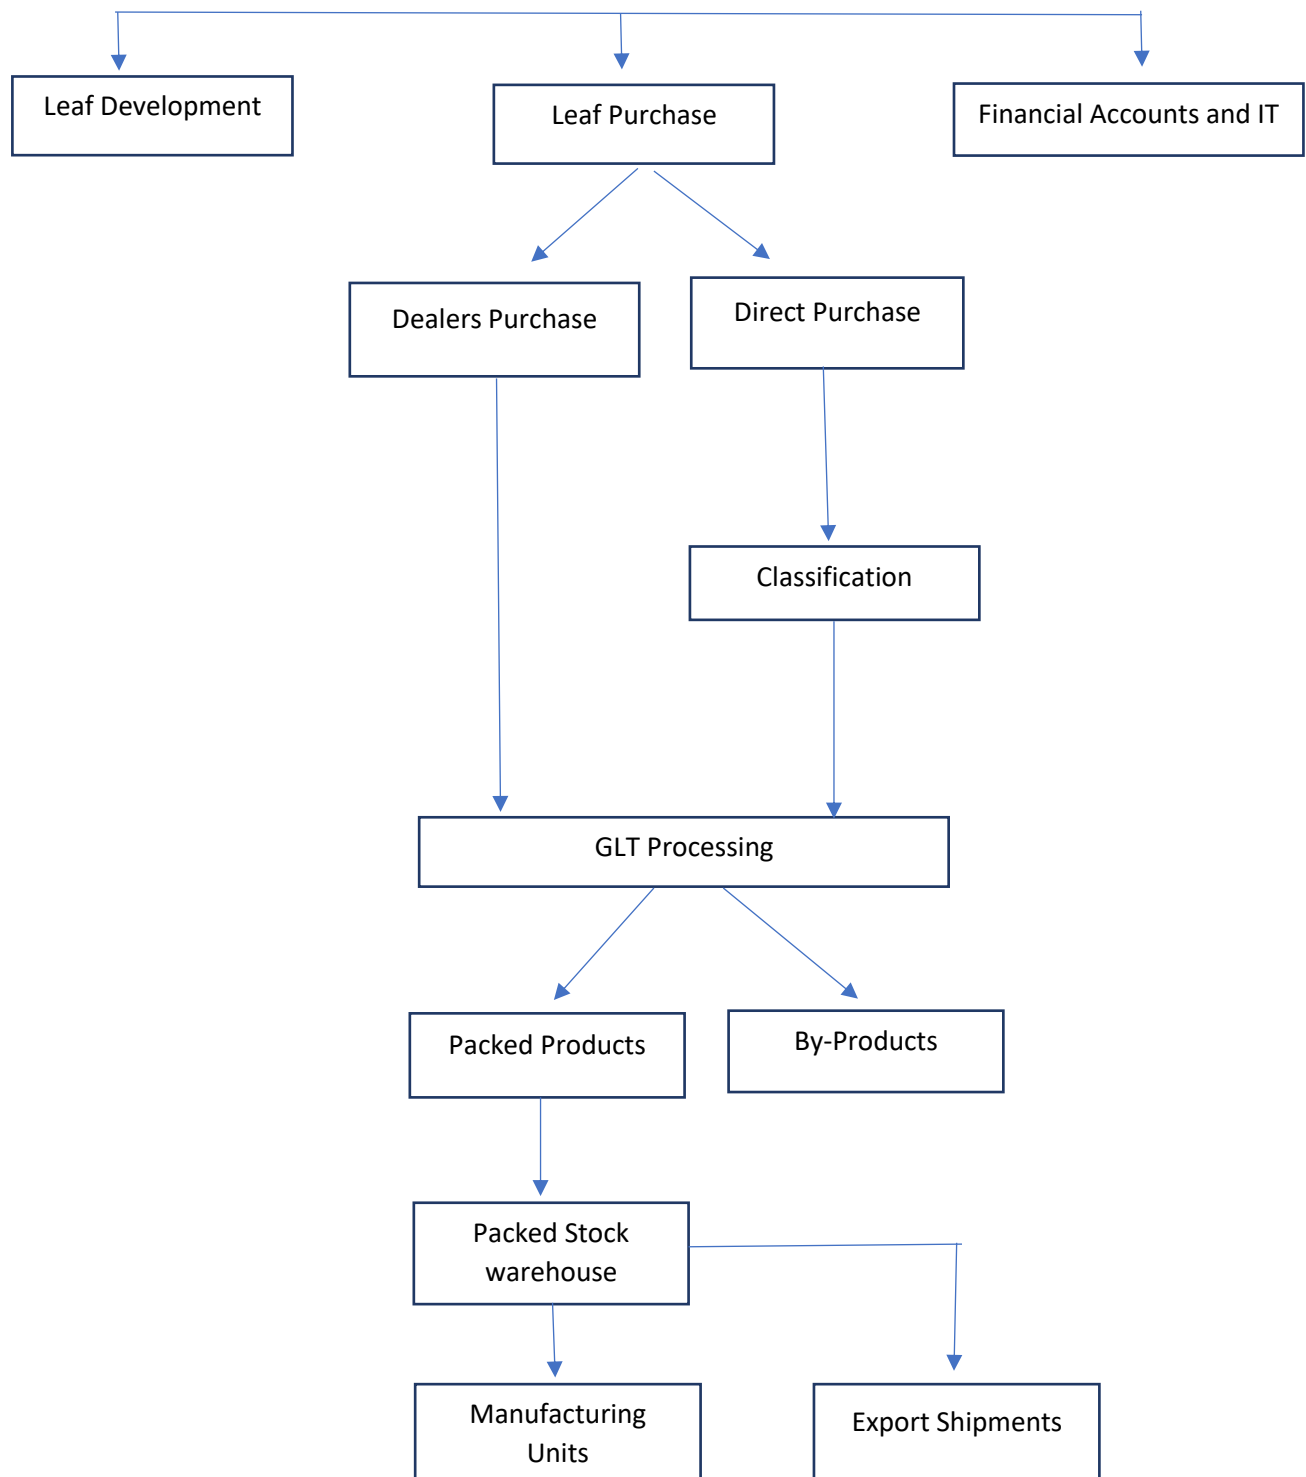 Leaf Development
Leaf Purchase
Financial Accounts and IT
Dealers Purchase
Direct Purchase
Classification
GLT Processing
Packed Products
By-Products
Packed Stock
warehouse
Manufacturing
Units
Export Shipments